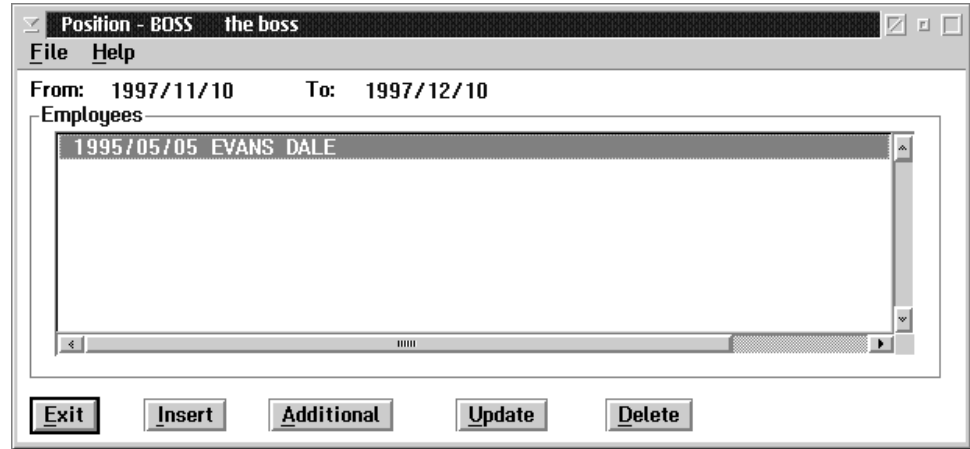 Position - BOSS the boss
File Help
From: 1997/11/10 To: 1997/12/10
Employees
1995/05/05 EVANS DALE
Exit Insert Additional Update Delete